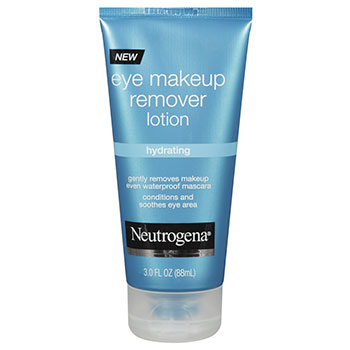 NEW
eye makeup
remover
lotion
hydrating
gently removes makeup
even waterproof mascara
conditions and
soothes eye area
Neutrogena®
3.0 FL OZ (88mL)